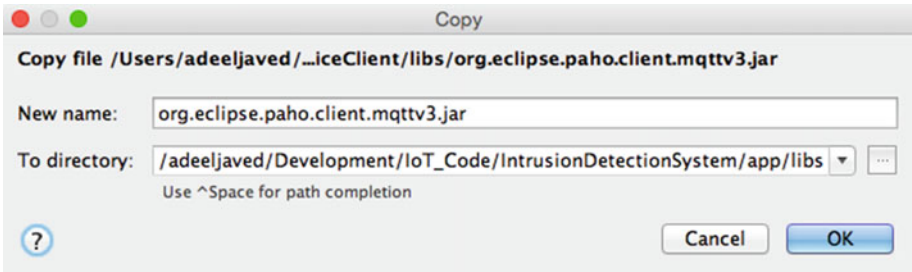 Copy
Copy file /Users/adeeljaved/...iceClient/libs/org.eclipse.paho.client.mqttv3.jar
New name: org.eclipse.paho.client.mqttv3.jar
To directory: /adeeljaved/Development/IoT_Code/IntrusionDetectionSystem/app/libs ...
Use ^Space for path completion
? Cancel OK